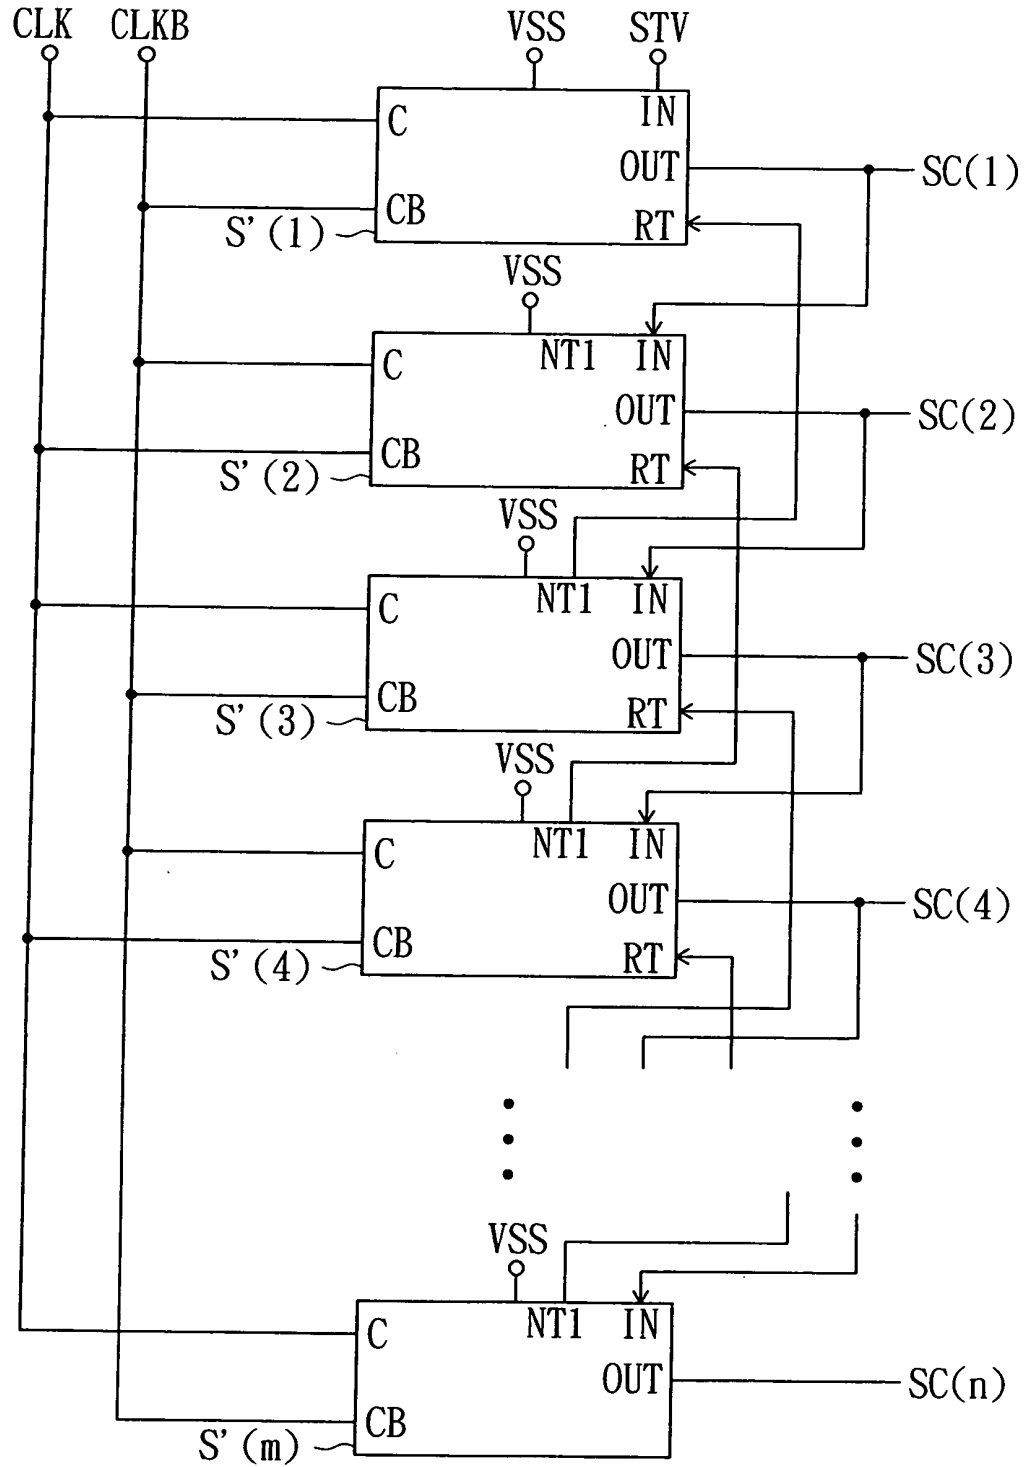 CLK CLKB VSS STV
C IN
OUT SC(1)
CB RT
S'(1)
VSS
C NT1 IN
OUT SC(2)
CB RT
S'(2)
VSS
C NT1 IN
OUT SC(3)
CB RT
S'(3)
VSS
C NT1 IN
OUT SC(4)
CB RT
S'(4)
VSS
C NT1 IN
OUT SC(n)
CB
S'(m)